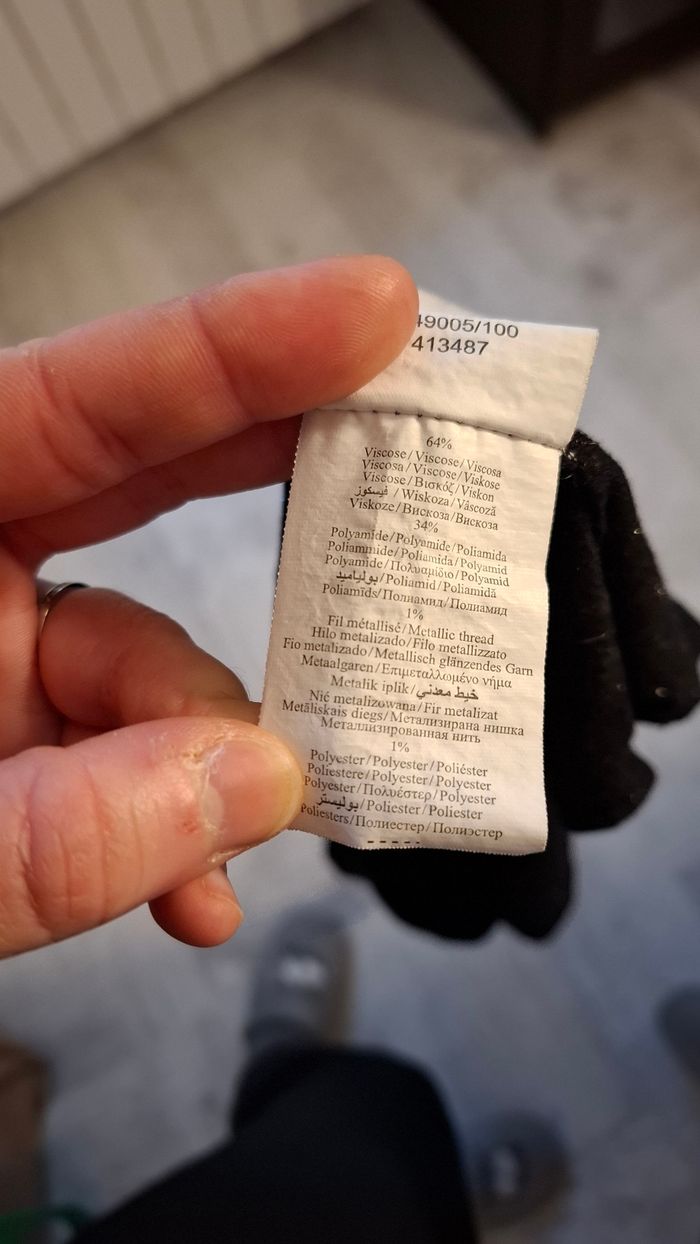 49005/100
413487
64%
Viscose/Viscose/Viscosa
Viscosa/Viscose/Viskose
Viscose/Βισκόζ/Viskon
فيسكوز/Wiskoza/Vâscoză
Viskoze/Вискоза/Вискоза
34%
Polyamide/Polyamide/Poliamida
Poliammide/Poliamida/Polyamid
Polyamide/Πολυαμίδιο/Polyamid
بولياميد/Poliamid/Poliamidă
Poliamīds/Полиамид/Полиамид
1%
Fil métallisé/Metallic thread
Hilo metalizado/Filo metallizzato
Fio metalizado/Metallisch glänzendes Garn
Metaalgaren/Επιμεταλλωμένο νήμα
Metalik iplik/خيط معدني
Nić metalizowana/Fir metalizat
Metāliskais diegs/Метализирана нишка
Металлизированная нить
1%
Polyester/Polyester/Poliéster
Poliestere/Polyester/Polyester
Polyester/Πολυέστερ/Polyester
بوليستر/Poliester/Poliester
Poliesters/Полиестер/Полиэстер